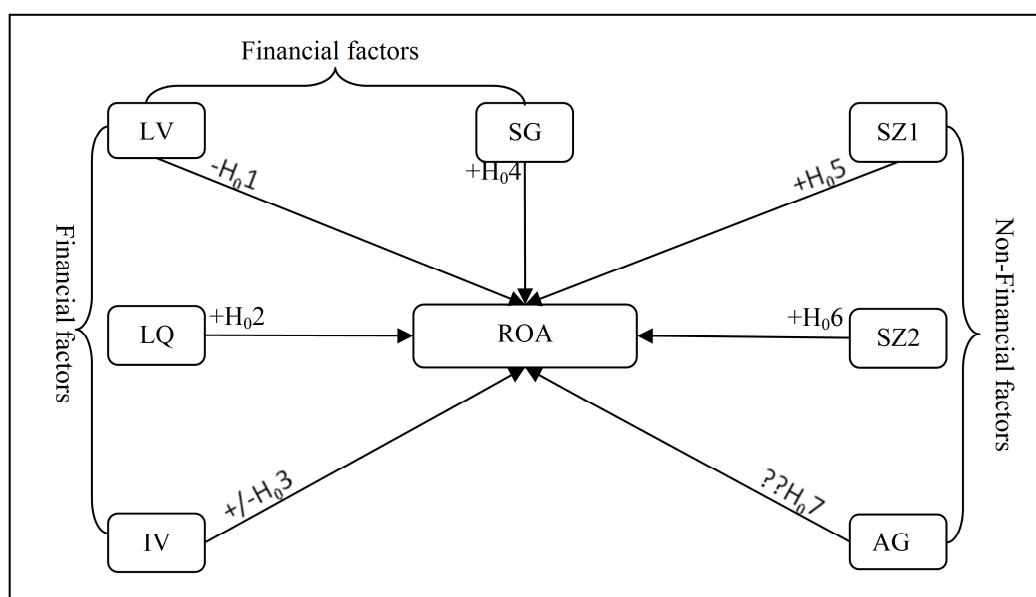 Financial factors
LV
SG
SZ1
-H₀1
+H₀4
+H₀5
Financial factors
Non-Financial factors
LQ
+H₀2
ROA
+H₀6
SZ2
+/-H₀3
??H₀7
IV
AG